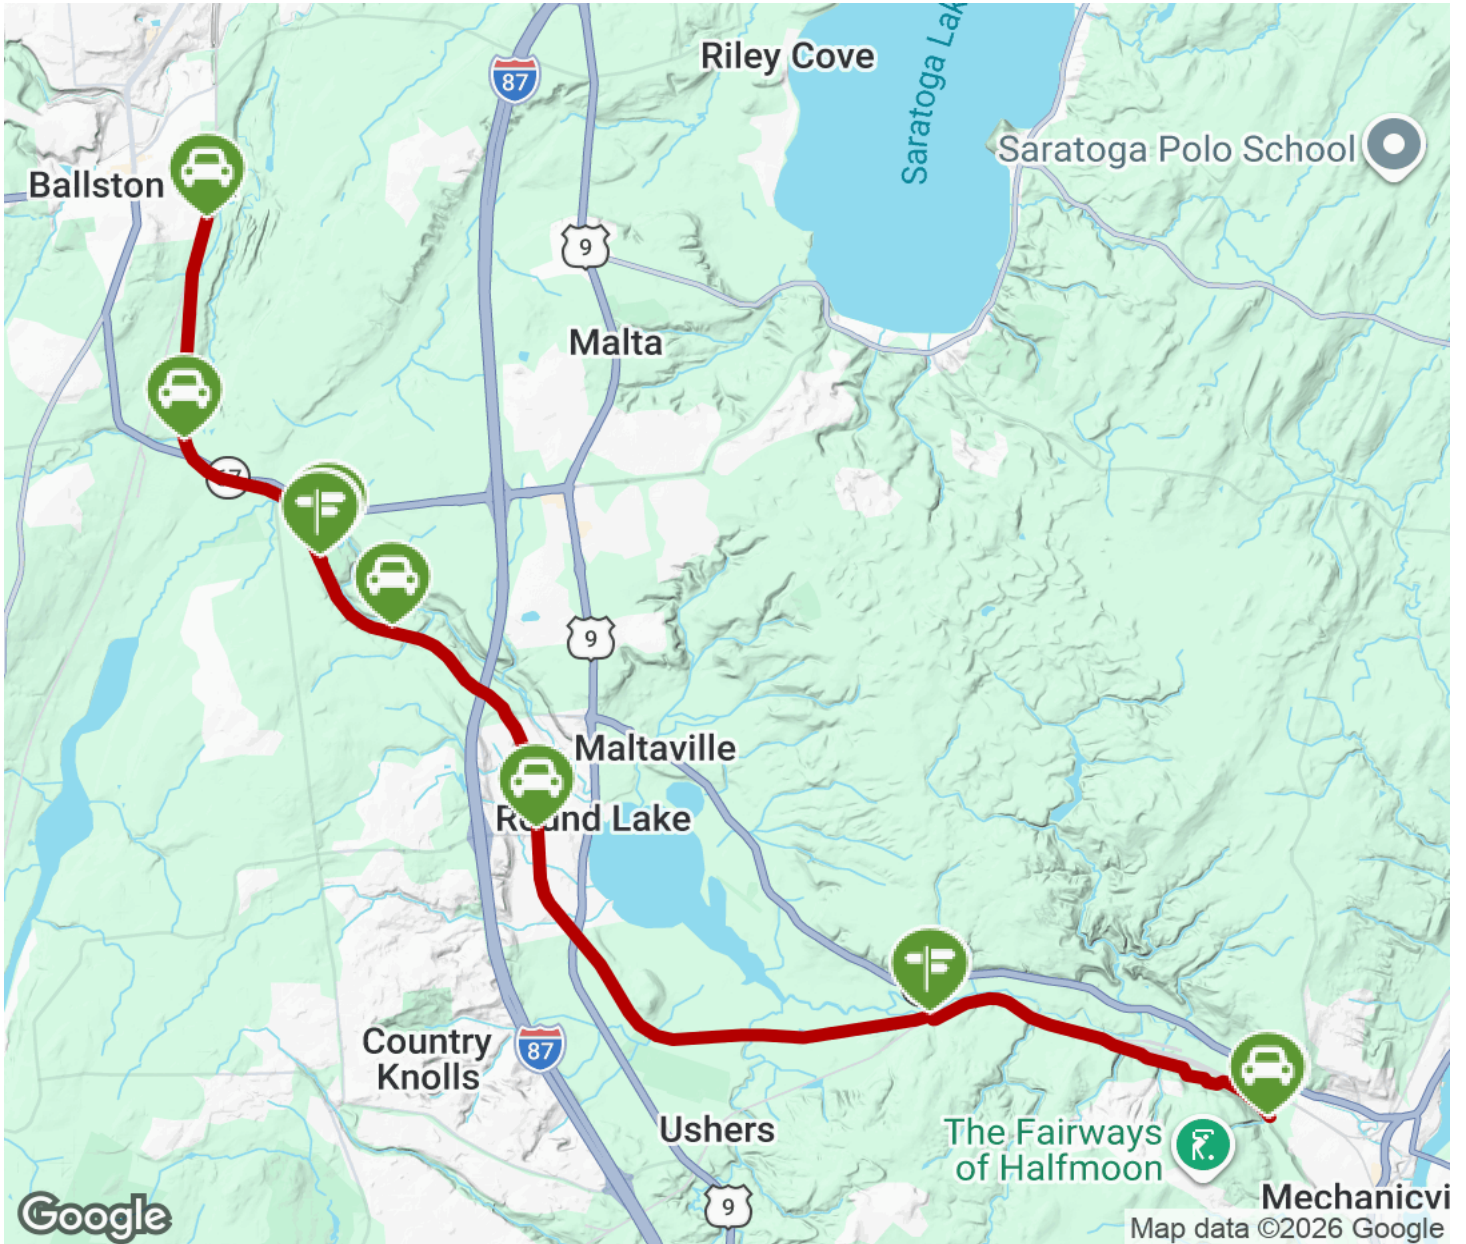 Riley Cove
Saratoga Lak
87
Saratoga Polo School
Ballston
9
Malta
9
Maltaville
Round Lake
Country
Knolls
87
Ushers
The Fairways
of Halfmoon
9
Mechanicvi
Google
Map data ©2026 Google